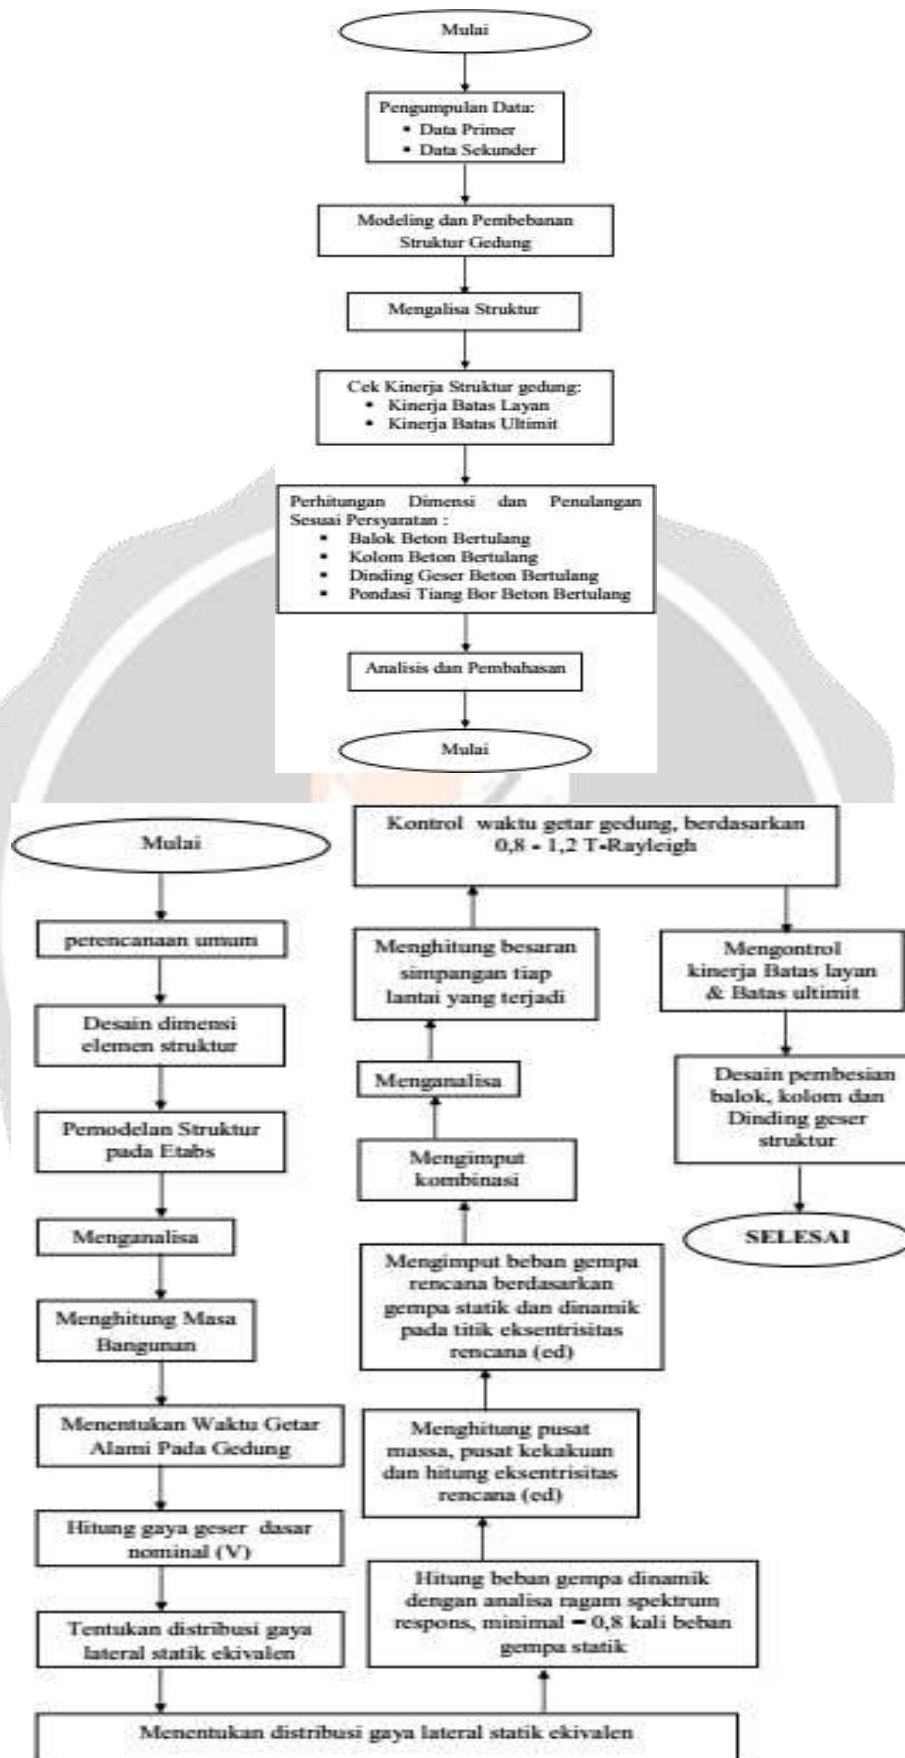 Mulai
Pengumpulan Data:
▪ Data Primer
▪ Data Sekunder
Modeling dan Pembebanan
Struktur Gedung
Mengalisa Struktur
Cek Kinerja Struktur gedung:
▪ Kinerja Batas Layan
▪ Kinerja Batas Ultimit
Perhitungan Dimensi dan Penulangan
Sesuai Persyaratan :
▪ Balok Beton Bertulang
▪ Kolom Beton Bertulang
▪ Dinding Geser Beton Bertulang
▪ Pondasi Tiang Bor Beton Bertulang
Analisis dan Pembahasan
Mulai
Mulai
perencanaan umum
Desain dimensi
elemen struktur
Pemodelan Struktur
pada Etabs
Menganalisa
Menghitung Masa
Bangunan
Menentukan Waktu Getar
Alami Pada Gedung
Hitung gaya geser dasar
nominal (V)
Tentukan distribusi gaya
lateral statik ekivalen
Menentukan distribusi gaya lateral statik ekivalen
Hitung beban gempa dinamik
dengan analisa ragam spektrum
respons, minimal = 0,8 kali beban
gempa statik
Menghitung pusat
massa, pusat kekakuan
dan hitung eksentrisitas
rencana (ed)
Mengimput beban gempa
rencana berdasarkan
gempa statik dan dinamik
pada titik eksentrisitas
rencana (ed)
Mengimput
kombinasi
Menganalisa
Menghitung besaran
simpangan tiap
lantai yang terjadi
Kontrol waktu getar gedung, berdasarkan
0,8 - 1,2 T-Rayleigh
Mengontrol
kinerja Batas layan
& Batas ultimit
Desain pembesian
balok, kolom dan
Dinding geser
struktur
SELESAI